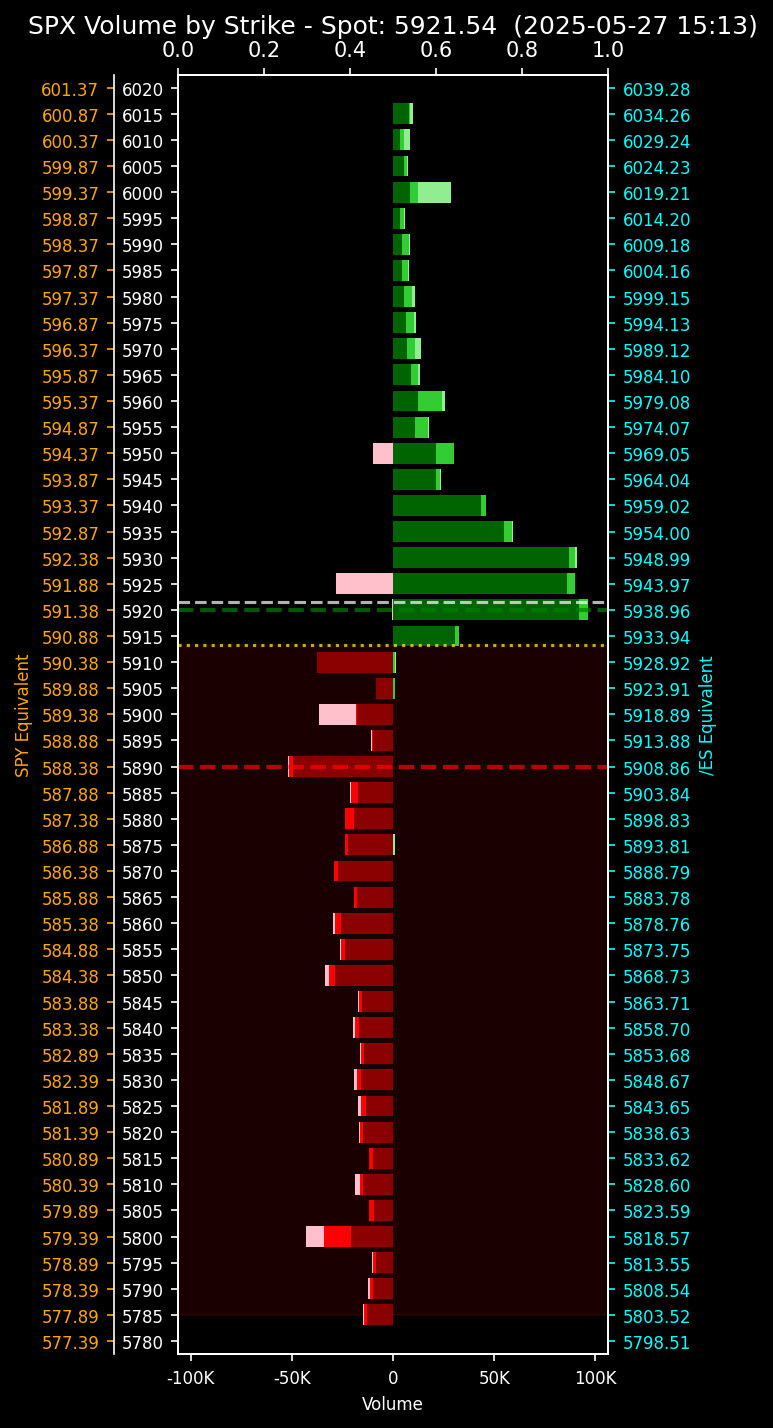 SPX Volume by Strike - Spot: 5921.54 (2025-05-27 15:13)
0.0 0.2 0.4 0.6 0.8 1.0
601.37 6020 6039.28
600.87 6015 6034.26
600.37 6010 6029.24
599.87 6005 6024.23
599.37 6000 6019.21
598.87 5995 6014.20
598.37 5990 6009.18
597.87 5985 6004.16
597.37 5980 5999.15
596.87 5975 5994.13
596.37 5970 5989.12
595.87 5965 5984.10
595.37 5960 5979.08
594.87 5955 5974.07
594.37 5950 5969.05
593.87 5945 5964.04
593.37 5940 5959.02
592.87 5935 5954.00
592.38 5930 5948.99
591.88 5925 5943.97
591.38 5920 5938.96
590.88 5915 5933.94
590.38 5910 5928.92
589.88 5905 5923.91
589.38 5900 5918.89
588.88 5895 5913.88
588.38 5890 5908.86
587.88 5885 5903.84
587.38 5880 5898.83
586.88 5875 5893.81
586.38 5870 5888.79
585.88 5865 5883.78
585.38 5860 5878.76
584.88 5855 5873.75
584.38 5850 5868.73
583.88 5845 5863.71
583.38 5840 5858.70
582.89 5835 5853.68
582.39 5830 5848.67
581.89 5825 5843.65
581.39 5820 5838.63
580.89 5815 5833.62
580.39 5810 5828.60
579.89 5805 5823.59
579.39 5800 5818.57
578.89 5795 5813.55
578.39 5790 5808.54
577.89 5785 5803.52
577.39 5780 5798.51
SPY Equivalent
/ES Equivalent
-100K -50K 0 50K 100K
Volume